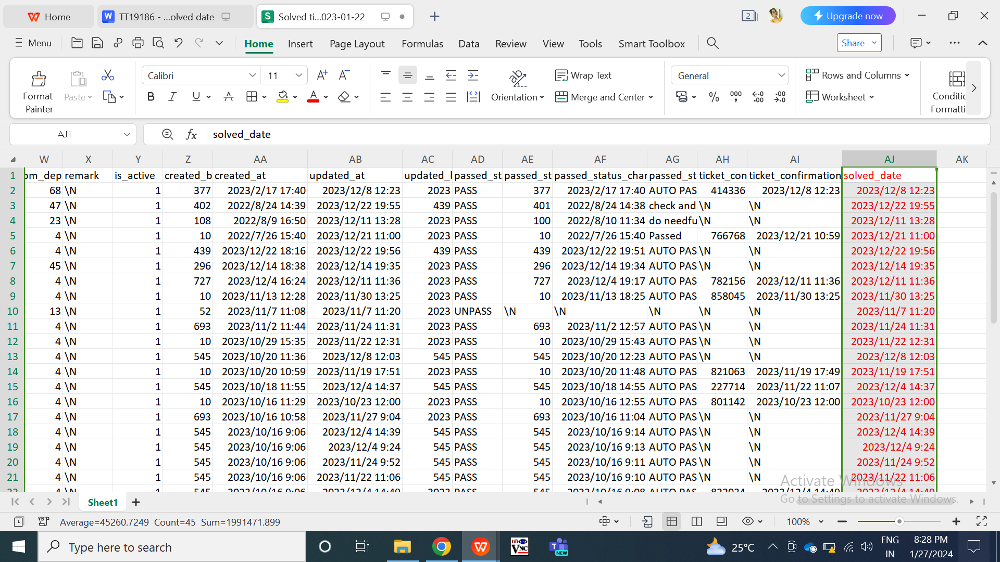 Home
TT19186 - ...olved date
Solved ti...023-01-22
Upgrade now
Menu
Home Insert Page Layout Formulas Data Review View Tools Smart Toolbox
Share
Format
Painter
Paste
Calibri 11
Orientation
Wrap Text
Merge and Center
General
Rows and Columns
Worksheet
Conditic
Formatti
AJ1 fx solved_date
W X Y Z AA AB AC AD AE AF AG AH AI AJ AK
1 om_dep remark is_active created_b created_at updated_at updated_l passed_st passed_st passed_status_char passed_st ticket_con ticket_confirmation solved_date
2 68 \N 1 377 2023/2/17 17:40 2023/12/8 12:23 2023 PASS 377 2023/2/17 17:40 AUTO PAS 414336 2023/12/8 12:23 2023/12/8 12:23
3 47 \N 1 402 2022/8/24 14:39 2023/12/22 19:55 439 PASS 401 2022/8/24 14:38 check and \N \N 2023/12/22 19:55
4 23 \N 1 108 2022/8/9 16:50 2023/12/11 13:28 2023 PASS 100 2022/8/10 11:34 do needfu \N \N 2023/12/11 13:28
5 4 \N 1 10 2022/7/26 15:40 2023/12/21 11:00 2023 PASS 10 2022/7/26 15:40 Passed 766768 2023/12/21 10:59 2023/12/21 11:00
6 4 \N 1 439 2023/12/22 18:16 2023/12/22 19:56 439 PASS 439 2023/12/22 19:51 AUTO PAS \N \N 2023/12/22 19:56
7 45 \N 1 296 2023/12/14 18:38 2023/12/14 19:35 2023 PASS 296 2023/12/14 19:34 AUTO PAS \N \N 2023/12/14 19:35
8 4 \N 1 727 2023/12/4 16:24 2023/12/11 11:36 2023 PASS 727 2023/12/4 19:17 AUTO PAS 782156 2023/12/11 11:36 2023/12/11 11:36
9 4 \N 1 10 2023/11/13 12:28 2023/11/30 13:25 2023 PASS 10 2023/11/13 18:25 AUTO PAS 858045 2023/11/30 13:25 2023/11/30 13:25
10 13 \N 1 52 2023/11/7 11:08 2023/11/7 11:20 2023 UNPASS \N \N \N \N \N 2023/11/7 11:20
11 4 \N 1 693 2023/11/2 11:44 2023/11/24 11:31 2023 PASS 693 2023/11/2 12:57 AUTO PAS \N \N 2023/11/24 11:31
12 4 \N 1 10 2023/10/29 15:35 2023/11/22 12:31 2023 PASS 10 2023/10/29 15:43 AUTO PAS \N \N 2023/11/22 12:31
13 4 \N 1 545 2023/10/20 11:36 2023/12/8 12:03 545 PASS 545 2023/10/20 12:23 AUTO PAS \N \N 2023/12/8 12:03
14 4 \N 1 10 2023/10/20 10:59 2023/11/19 17:51 2023 PASS 10 2023/10/20 11:48 AUTO PAS 821063 2023/11/19 17:49 2023/11/19 17:51
15 4 \N 1 545 2023/10/18 11:55 2023/12/4 14:37 545 PASS 545 2023/10/18 14:55 AUTO PAS 227714 2023/11/22 11:07 2023/12/4 14:37
16 4 \N 1 10 2023/10/16 11:29 2023/10/23 12:00 2023 PASS 10 2023/10/16 12:55 AUTO PAS 801142 2023/10/23 12:00 2023/10/23 12:00
17 4 \N 1 693 2023/10/16 10:58 2023/11/27 9:04 2023 PASS 693 2023/10/16 11:04 AUTO PAS \N \N 2023/11/27 9:04
18 4 \N 1 545 2023/10/16 9:06 2023/12/4 14:39 545 PASS 545 2023/10/16 9:14 AUTO PAS \N \N 2023/12/4 14:39
19 4 \N 1 545 2023/10/16 9:06 2023/12/4 9:24 545 PASS 545 2023/10/16 9:13 AUTO PAS \N \N 2023/12/4 9:24
20 4 \N 1 545 2023/10/16 9:06 2023/11/24 9:52 545 PASS 545 2023/10/16 9:11 AUTO PAS \N \N 2023/11/24 9:52
21 4 \N 1 545 2023/10/16 9:06 2023/11/22 11:06 545 PASS 545 2023/10/16 9:10 AUTO PAS \N \N 2023/11/22 11:06
Activate Windows
Go to Settings to activate Windows.
Sheet1
Average=45260.7249 Count=45 Sum=1991471.899
100%
Type here to search
25°C
ENG
IN
8:28 PM
1/27/2024